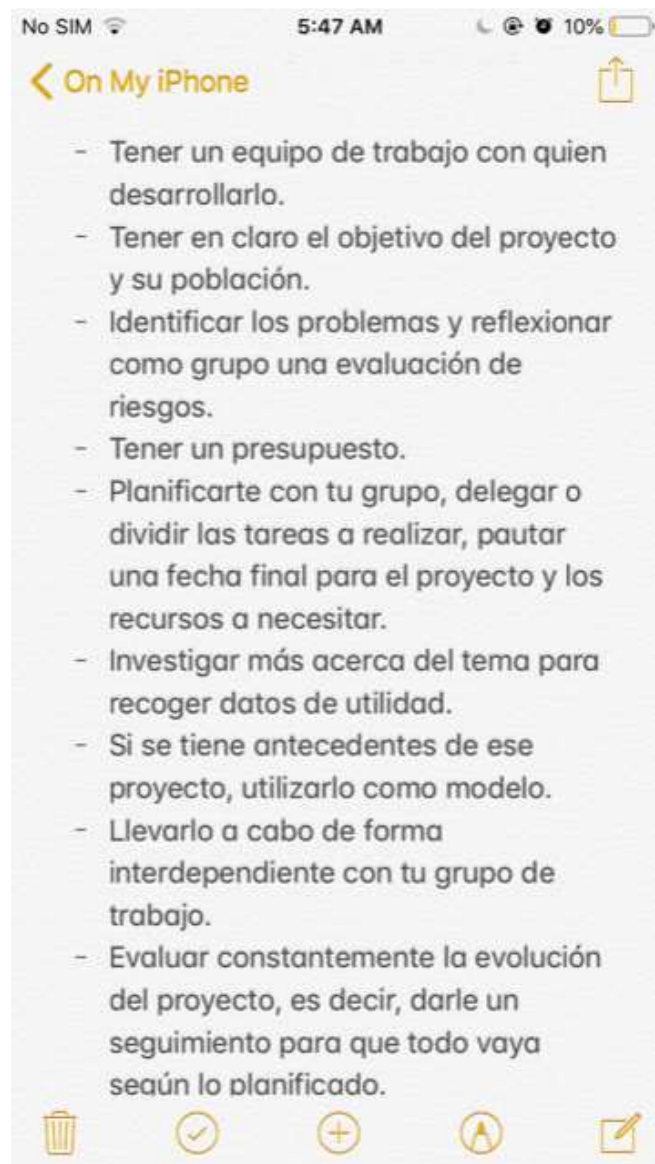 No SIM 5:47 AM 10%
On My iPhone
- Tener un equipo de trabajo con quien
desarrollarlo.
- Tener en claro el objetivo del proyecto
y su población.
- Identificar los problemas y reflexionar
como grupo una evaluación de
riesgos.
- Tener un presupuesto.
- Planificarte con tu grupo, delegar o
dividir las tareas a realizar, pautar
una fecha final para el proyecto y los
recursos a necesitar.
- Investigar más acerca del tema para
recoger datos de utilidad.
- Si se tiene antecedentes de ese
proyecto, utilizarlo como modelo.
- Llevarlo a cabo de forma
interdependiente con tu grupo de
trabajo.
- Evaluar constantemente la evolución
del proyecto, es decir, darle un
seguimiento para que todo vaya
según lo planificado.